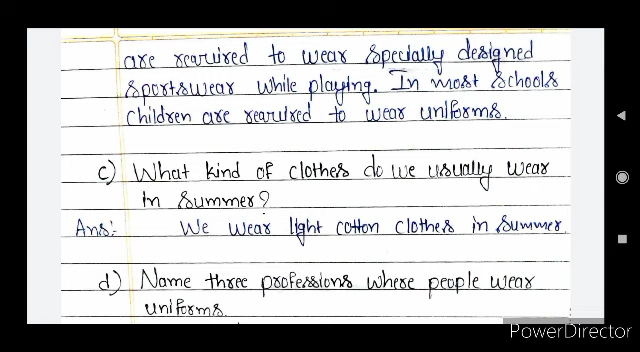 are required to wear specially designed
sportswear while playing. In most schools
children are required to wear uniforms.
c) What kind of clothes do we usually wear
in summer?
Ans:- We wear light cotton clothes in summer.
d) Name three professions where people wear
uniforms.
PowerDirector